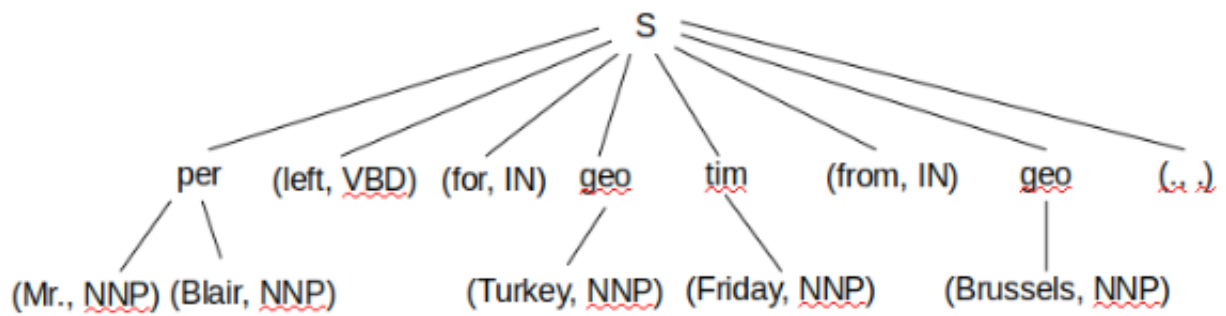 S
per (left, VBD) (for, IN) geo tim (from, IN) geo (., .)
(Mr., NNP) (Blair, NNP) (Turkey, NNP) (Friday, NNP) (Brussels, NNP)